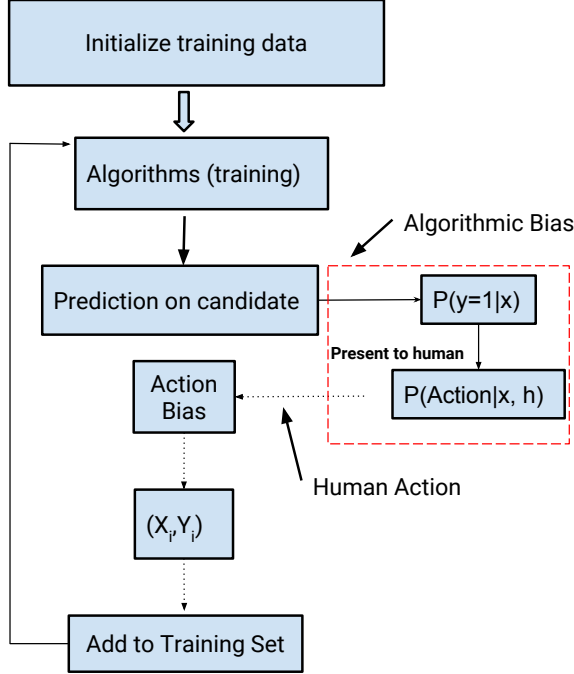 Initialize training data
Algorithms (training)
Algorithmic Bias
Prediction on candidate
P(y=1|x)
Present to human
P(Action|x, h)
Action
Bias
Human Action
(Xi,Yi)
Add to Training Set